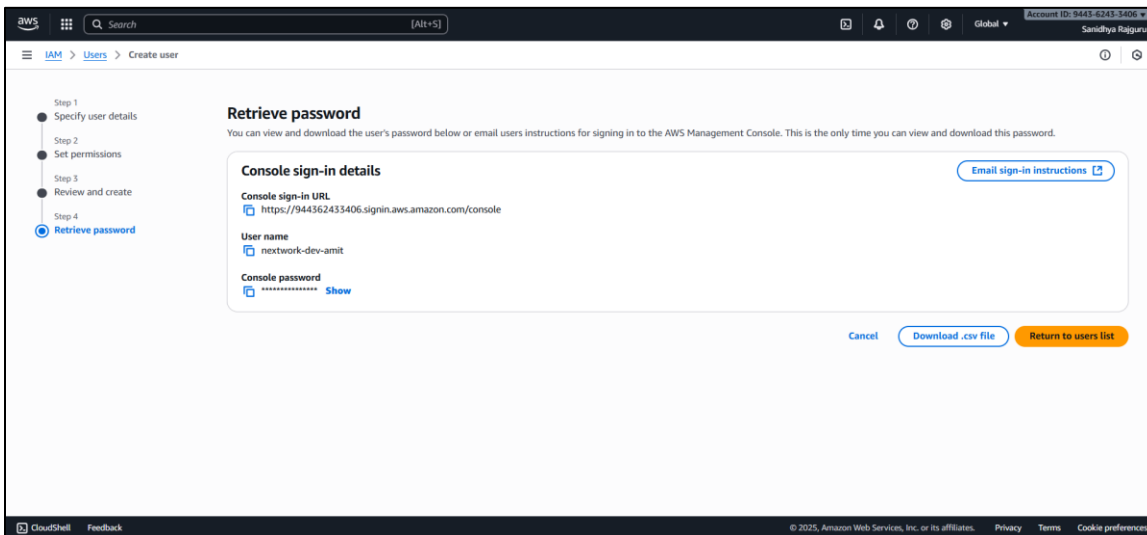 aws
Search
[Alt+S]
Global
Account ID: 9443-6243-3406
Sanidhya Rajguru
IAM > Users > Create user
Step 1
Specify user details
Step 2
Set permissions
Step 3
Review and create
Step 4
Retrieve password
Retrieve password
You can view and download the user's password below or email users instructions for signing in to the AWS Management Console. This is the only time you can view and download this password.
Console sign-in details
Email sign-in instructions
Console sign-in URL
https://944362433406.signin.aws.amazon.com/console
User name
nextwork-dev-amit
Console password
*************** Show
Cancel
Download .csv file
Return to users list
CloudShell
Feedback
© 2025, Amazon Web Services, Inc. or its affiliates.
Privacy
Terms
Cookie preferences